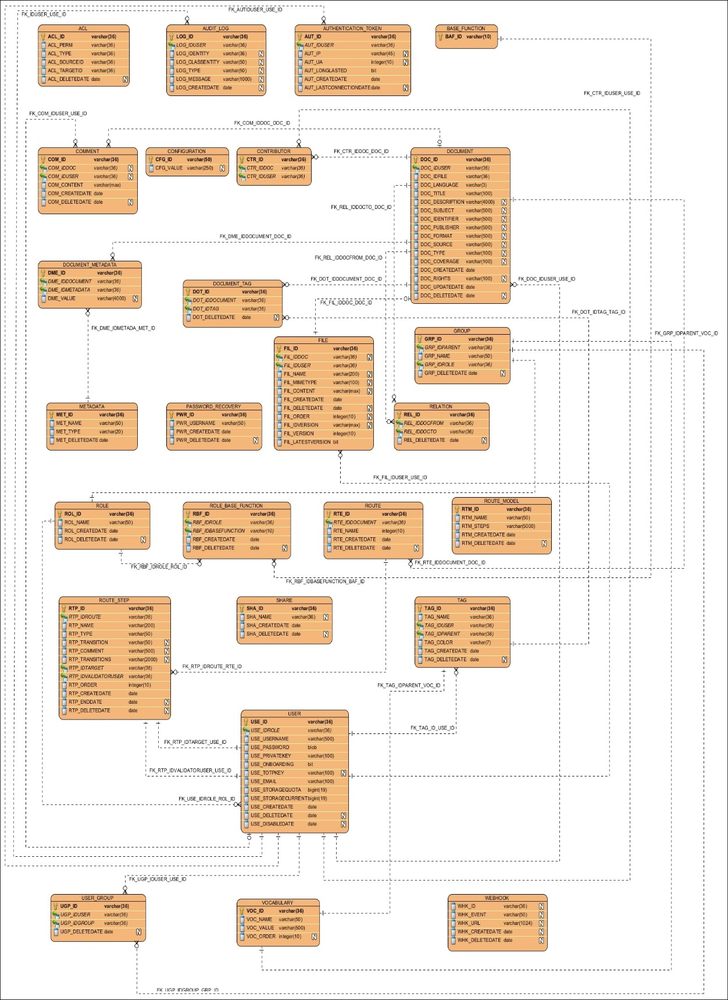 FK_AUTIDUSER_USE_ID
FK_IDUSER_USE_ID
ACL
ACL_ID varchar(36)
ACL_PERM varchar(36)
ACL_TYPE varchar(36)
ACL_SOURCEID varchar(36)
ACL_TARGETID varchar(36)
ACL_DELETEDATE date N
AUDIT_LOG
LOG_ID varchar(36)
LOG_IDUSER varchar(36)
LOG_IDENTITY varchar(36) N
LOG_CLASSENTITY varchar(50) N
LOG_TYPE varchar(50) N
LOG_MESSAGE varchar(1000) N
LOG_CREATEDATE date N
AUTHENTICATION_TOKEN
AUT_ID varchar(36)
AUT_IDUSER varchar(36)
AUT_IP varchar(45) N
AUT_UA integer(10) N
AUT_LONGLASTED bit
AUT_CREATEDATE date
AUT_LASTCONNECTIONDATE date N
BASE_FUNCTION
BAF_ID varchar(10)
FK_CTR_IDUSER_USE_ID
FK_COM_IDUSER_USE_ID
FK_COM_IDDOC_DOC_ID
COMMENT
COM_ID varchar(36)
COM_IDDOC varchar(36) N
COM_IDUSER varchar(36) N
COM_CONTENT varchar(max)
COM_CREATEDATE date
COM_DELETEDATE date N
CONFIGURATION
CFG_ID varchar(50)
CFG_VALUE varchar(250) N
CONTRIBUTOR
CTR_ID varchar(36)
CTR_IDDOC varchar(36)
CTR_IDUSER varchar(36)
FK_CTR_IDDOC_DOC_ID
DOCUMENT
DOC_ID varchar(36)
DOC_IDUSER varchar(36)
DOC_IDFILE varchar(36)
DOC_LANGUAGE varchar(3)
DOC_TITLE varchar(100)
DOC_DESCRIPTION varchar(4000) N
DOC_SUBJECT varchar(500) N
DOC_IDENTIFIER varchar(500) N
DOC_PUBLISHER varchar(500) N
DOC_FORMAT varchar(500) N
DOC_SOURCE varchar(500) N
DOC_TYPE varchar(100) N
DOC_COVERAGE varchar(100) N
DOC_CREATEDATE date
DOC_RIGHTS varchar(100) N
DOC_UPDATEDATE date
DOC_DELETEDATE date N
FK_REL_IDDOCTO_DOC_ID
FK_DME_IDDOCUMENT_DOC_ID
FK_REL_IDDOCFROM_DOC_ID
DOCUMENT_METADATA
DME_ID varchar(36)
DME_IDDOCUMENT varchar(36)
DME_IDMETADATA varchar(36)
DME_VALUE varchar(4000) N
DOCUMENT_TAG
DOT_ID varchar(36)
DOT_IDDOCUMENT varchar(36)
DOT_IDTAG varchar(36)
DOT_DELETEDATE date N
FK_DOT_IDDOCUMENT_DOC_ID
FK_DOC_IDUSER_USE_ID
FK_FIL_IDDOC_DOC_ID
FK_DOT_IDTAG_TAG_ID
FK_DME_IDMETADA_MET_ID
FK_GRP_IDPARENT_VOC_ID
GROUP
GRP_ID varchar(36)
GRP_IDPARENT varchar(36)
GRP_NAME varchar(50)
GRP_IDROLE varchar(36)
GRP_DELETEDATE date N
FILE
FIL_ID varchar(36)
FIL_IDDOC varchar(36) N
FIL_IDUSER varchar(36)
FIL_NAME varchar(200) N
FIL_MIMETYPE varchar(100) N
FIL_CONTENT varchar(max) N
FIL_CREATEDATE date
FIL_DELETEDATE date N
FIL_ORDER integer(10) N
FIL_IDVERSION varchar(max) N
FIL_VERSION integer(10)
FIL_LATESTVERSION bit
METADATA
MET_ID varchar(36)
MET_NAME varchar(50)
MET_TYPE varchar(20)
MET_DELETEDATE date
PASSWORD_RECOVERY
PWR_ID varchar(36)
PWR_USERNAME varchar(50)
PWR_CREATEDATE date
PWR_DELETEDATE date N
RELATION
REL_ID varchar(36)
REL_IDDOCFROM varchar(36)
REL_IDDOCTO varchar(36)
REL_DELETEDATE date N
FK_FIL_IDUSER_USE_ID
ROLE
ROL_ID varchar(36)
ROL_NAME varchar(50)
ROL_CREATEDATE date
ROL_DELETEDATE date N
ROLE_BASE_FUNCTION
RBF_ID varchar(36)
RBF_IDROLE varchar(36)
RBF_IDBASEFUNCTION varchar(10)
RBF_CREATEDATE date
RBF_DELETEDATE date N
ROUTE
RTE_ID varchar(36)
RTE_IDDOCUMENT varchar(36)
RTE_NAME integer(10)
RTE_CREATEDATE date
RTE_DELETEDATE date N
ROUTE_MODEL
RTM_ID varchar(36)
RTM_NAME varchar(50)
RTM_STEPS varchar(5000)
RTM_CREATEDATE date
RTM_DELETEDATE date N
FK_RBF_IDROLE_ROL_ID
FK_RTE_IDDOCUMENT_DOC_ID
FK_RBF_IDBASEFUNCTION_BAF_ID
ROUTE_STEP
RTP_ID varchar(36)
RTP_IDROUTE varchar(36)
RTP_NAME varchar(200)
RTP_TYPE varchar(50)
RTP_TRANSITION varchar(50) N
RTP_COMMENT varchar(500) N
RTP_TRANSITIONS varchar(2000) N
RTP_IDTARGET varchar(36)
RTP_IDVALIDATORUSER varchar(36)
RTP_ORDER integer(10)
RTP_CREATEDATE date
RTP_ENDDATE date N
RTP_DELETEDATE date N
SHARE
SHA_ID varchar(36)
SHA_NAME varchar(36) N
SHA_CREATEDATE date
SHA_DELETEDATE date N
TAG
TAG_ID varchar(36)
TAG_NAME varchar(36)
TAG_IDUSER varchar(36)
TAG_IDPARENT varchar(36)
TAG_COLOR varchar(7)
TAG_CREATEDATE date
TAG_DELETEDATE date N
FK_RTP_IDROUTE_RTE_ID
FK_TAG_IDPARENT_VOC_ID
USER
USE_ID varchar(36)
USE_IDROLE varchar(36)
USE_USERNAME varchar(500)
USE_PASSWORD blob
USE_PRIVATEKEY varchar(100)
USE_ONBOARDING bit
USE_TOTPKEY varchar(100) N
USE_EMAIL varchar(100)
USE_STORAGEQUOTA bigint(19)
USE_STORAGECURRENT bigint(19)
USE_CREATEDATE date
USE_DELETEDATE date N
USE_DISABLEDATE date N
FK_TAG_ID_USE_ID
FK_RTP_IDTARGET_USE_ID
FK_RTP_IDVALIDATORUSER_USE_ID
FK_USE_IDROLE_ROL_ID
FK_UGP_IDUSER_USE_ID
USER_GROUP
UGP_ID varchar(36)
UGP_IDUSER varchar(36)
UGP_IDGROUP varchar(36)
UGP_DELETEDATE date N
VOCABULARY
VOC_ID varchar(36)
VOC_NAME varchar(50)
VOC_VALUE varchar(500)
VOC_ORDER integer(10) N
WEBHOOK
WHK_ID varchar(36) N
WHK_EVENT varchar(50) N
WHK_URL varchar(1024) N
WHK_CREATEDATE date N
WHK_DELETEDATE date N
FK_UGP_IDGROUP_GRP_ID